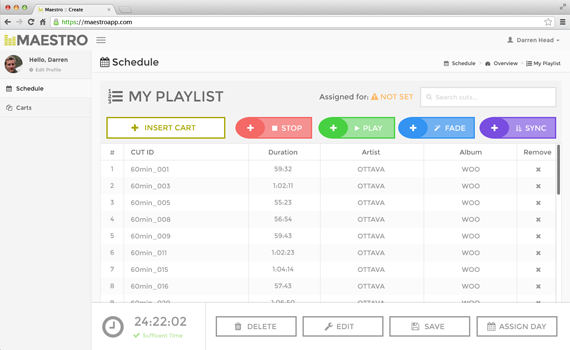 Maestro :: Create
https://maestroapp.com
MAESTRO
Darren Head
Hello, Darren
Edit Profile
Schedule
Carts
Schedule
Schedule > Overview > My Playlist
MY PLAYLIST
Assigned for: NOT SET
Search cuts...
+ INSERT CART
+ STOP
+ PLAY
+ FADE
+ SYNC
# CUT ID Duration Artist Album Remove
1 60min_001 59:32 OTTAVA WOO ×
2 60min_003 1:02:11 OTTAVA WOO ×
3 60min_005 55:23 OTTAVA WOO ×
4 60min_008 56:54 OTTAVA WOO ×
5 60min_009 59:43 OTTAVA WOO ×
6 60min_011 1:02:23 OTTAVA WOO ×
7 60min_015 1:04:14 OTTAVA WOO ×
8 60min_016 57:43 OTTAVA WOO ×
9 60min_020 1:06:50 OTTAVA WOO
24:22:02
Sufficent Time
DELETE
EDIT
SAVE
ASSIGN DAY